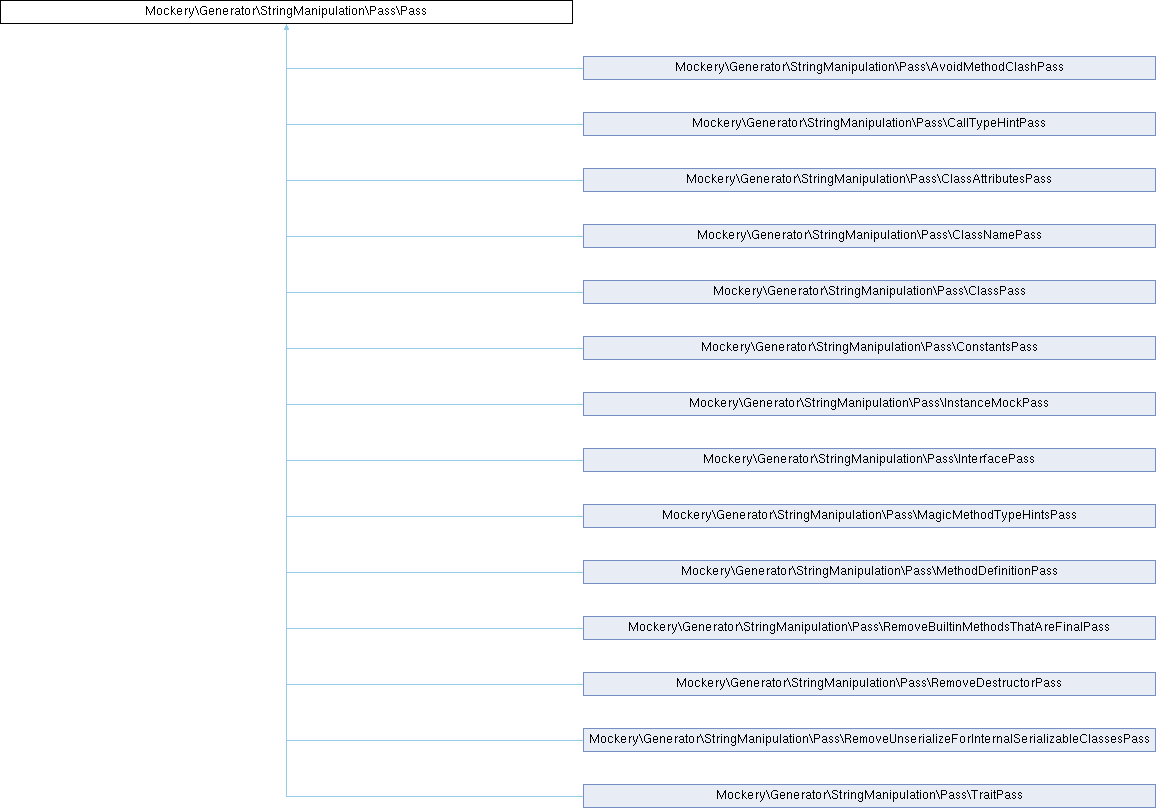 Mockery\Generator\StringManipulation\Pass\Pass
Mockery\Generator\StringManipulation\Pass\AvoidMethodClashPass
Mockery\Generator\StringManipulation\Pass\CallTypeHintPass
Mockery\Generator\StringManipulation\Pass\ClassAttributesPass
Mockery\Generator\StringManipulation\Pass\ClassNamePass
Mockery\Generator\StringManipulation\Pass\ClassPass
Mockery\Generator\StringManipulation\Pass\ConstantsPass
Mockery\Generator\StringManipulation\Pass\InstanceMockPass
Mockery\Generator\StringManipulation\Pass\InterfacePass
Mockery\Generator\StringManipulation\Pass\MagicMethodTypeHintsPass
Mockery\Generator\StringManipulation\Pass\MethodDefinitionPass
Mockery\Generator\StringManipulation\Pass\RemoveBuiltinMethodsThatAreFinalPass
Mockery\Generator\StringManipulation\Pass\RemoveDestructorPass
Mockery\Generator\StringManipulation\Pass\RemoveUnserializeForInternalSerializableClassesPass
Mockery\Generator\StringManipulation\Pass\TraitPass